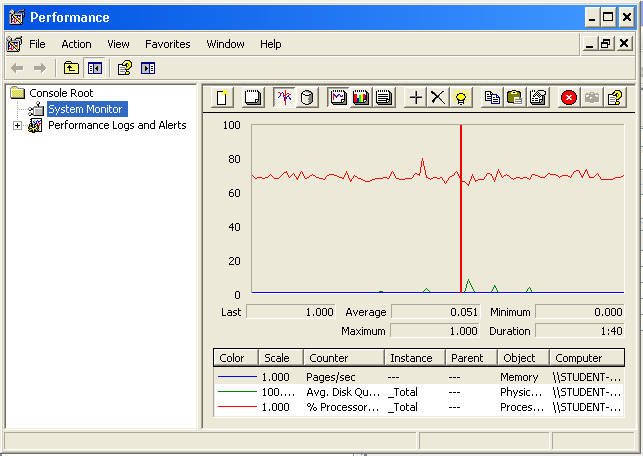 Performance
File Action View Favorites Window Help
Console Root
System Monitor
Performance Logs and Alerts
100
80
60
40
20
0
Last 1.000 Average 0.051 Minimum 0.000
Maximum 1.000 Duration 1:40
Color Scale Counter Instance Parent Object Computer
1.000 Pages/sec --- --- Memory \\STUDENT-...
100.... Avg. Disk Qu... _Total --- Physic... \\STUDENT-...
1.000 % Processor... _Total --- Proces... \\STUDENT-...